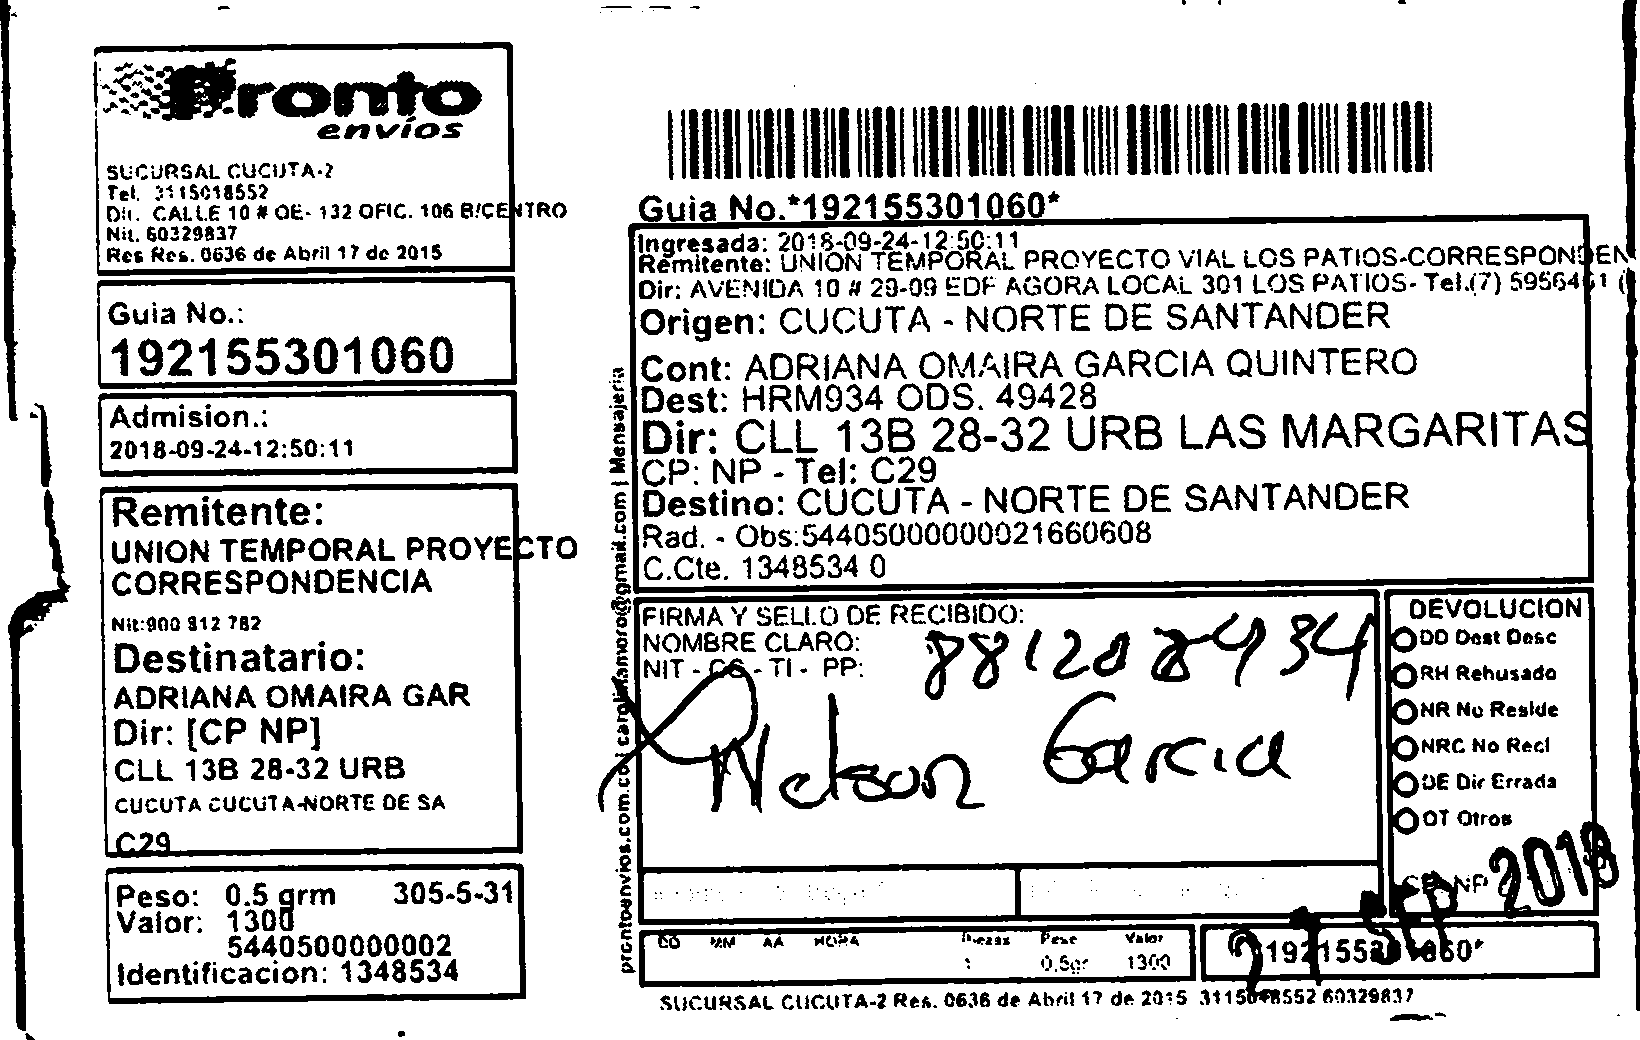 Pronto
envíos
SUCURSAL CUCUTA-2
Tel. 3115018552
Dir. CALLE 10 # OE- 132 OFIC. 106 B/CENTRO
Nit. 60329837
Res Res. 0636 de Abril 17 de 2015
Guia No.:
192155301060
Admision.:
2018-09-24-12:50:11
Remitente:
UNION TEMPORAL PROYECTO
CORRESPONDENCIA
Nit:900 812 782
Destinatario:
ADRIANA OMAIRA GAR
Dir: [CP NP]
CLL 13B 28-32 URB
CUCUTA CUCUTA-NORTE DE SA
C29
Peso: 0.5 grm 305-5-31
Valor: 1300
5440500000002
Identificacion: 1348534
prontoenvios.com.co | carolinamoro@gmail.com | Mensajeria
Guia No.*192155301060*
Ingresada: 2018-09-24-12:50:11
Remitente: UNION TEMPORAL PROYECTO VIAL LOS PATIOS-CORRESPONDEN
Dir: AVENIDA 10 # 29-09 EDF AGORA LOCAL 301 LOS PATIOS- Tel.(7) 5956461 (
Origen: CUCUTA - NORTE DE SANTANDER
Cont: ADRIANA OMAIRA GARCIA QUINTERO
Dest: HRM934 ODS. 49428
Dir: CLL 13B 28-32 URB LAS MARGARITAS
CP: NP - Tel: C29
Destino: CUCUTA - NORTE DE SANTANDER
Rad. - Obs:54405000000021660608
C.Cte. 1348534 0
FIRMA Y SELLO DE RECIBIDO:
NOMBRE CLARO:
NIT - CC - TI - PP:
Nelson Garcia
DEVOLUCION
DD Dest Desc
RH Rehusado
NR No Reside
NRC No Recl
DE Dir Errada
OT Otros
CP: NP
27 SEP 2018
DD MM AA HORA Piezas Peso Valor
1 0.5gr 1300
*192155301060*
SUCURSAL CUCUTA-2 Res. 0636 de Abril 17 de 2015 3115018552 60329837